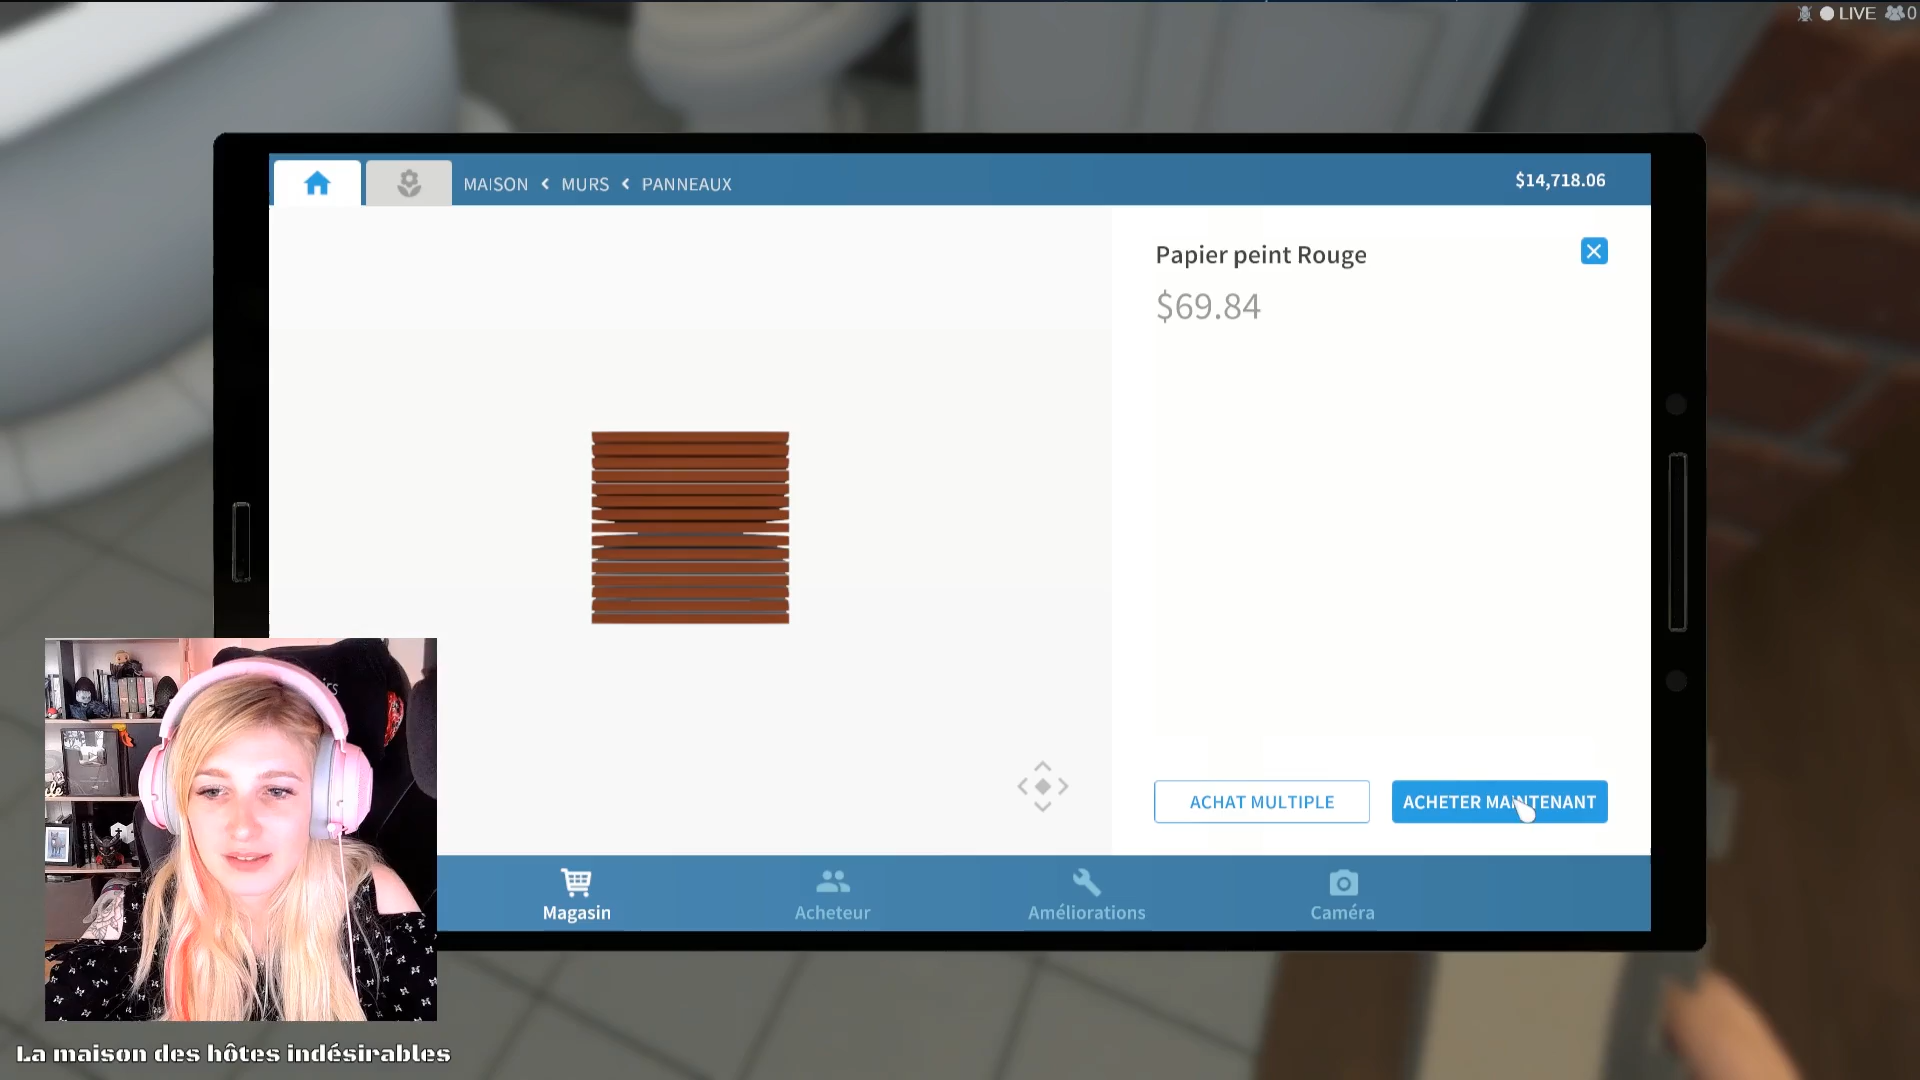 LIVE 0
MAISON < MURS < PANNEAUX
$14,718.06
Papier peint Rouge
$69.84
ACHAT MULTIPLE
ACHETER MAINTENANT
Magasin
Acheteur
Améliorations
Caméra
La maison des hôtes indésirables